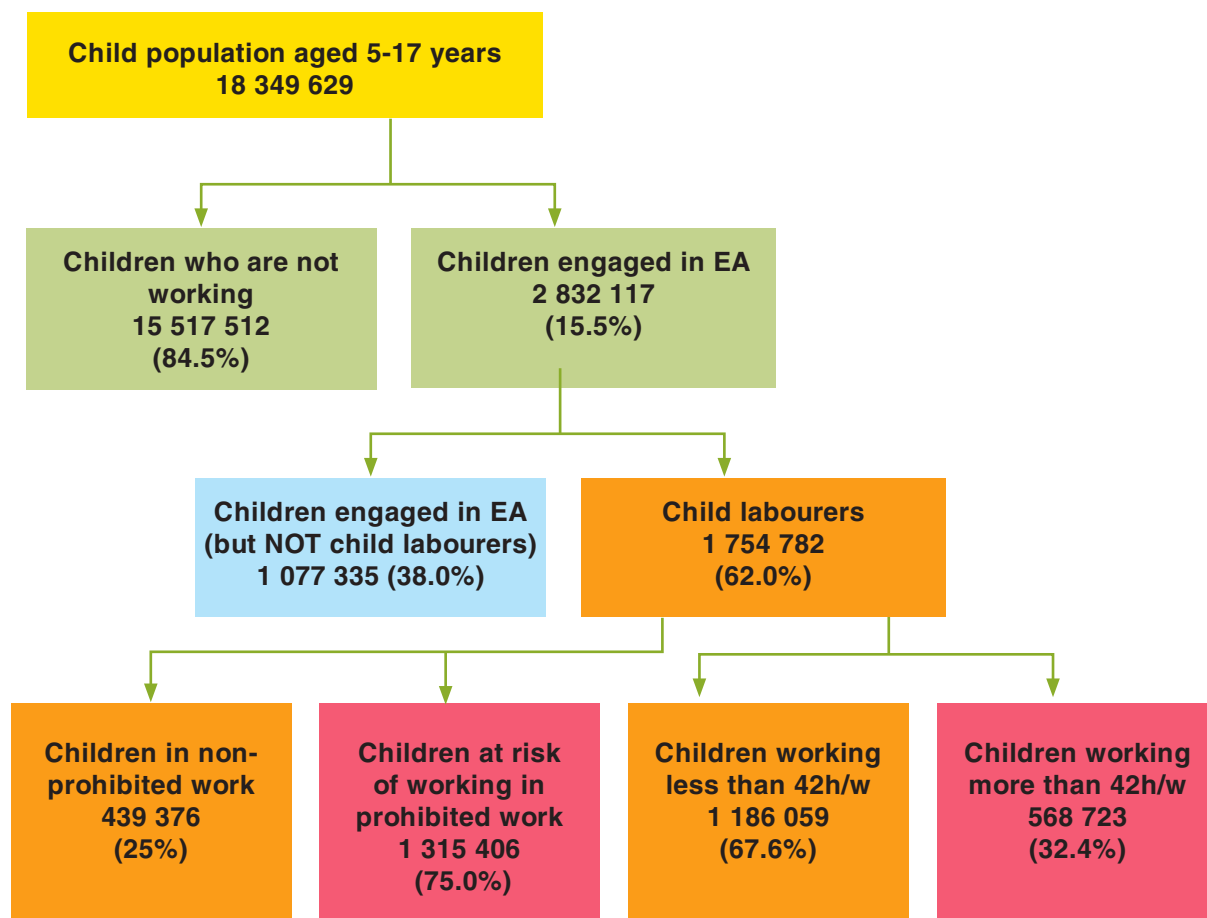 Child population aged 5-17 years
18 349 629
Children who are not
working
15 517 512
(84.5%)
Children engaged in EA
2 832 117
(15.5%)
Children engaged in EA
(but NOT child labourers)
1 077 335 (38.0%)
Child labourers
1 754 782
(62.0%)
Children in non-
prohibited work
439 376
(25%)
Children at risk
of working in
prohibited work
1 315 406
(75.0%)
Children working
less than 42h/w
1 186 059
(67.6%)
Children working
more than 42h/w
568 723
(32.4%)